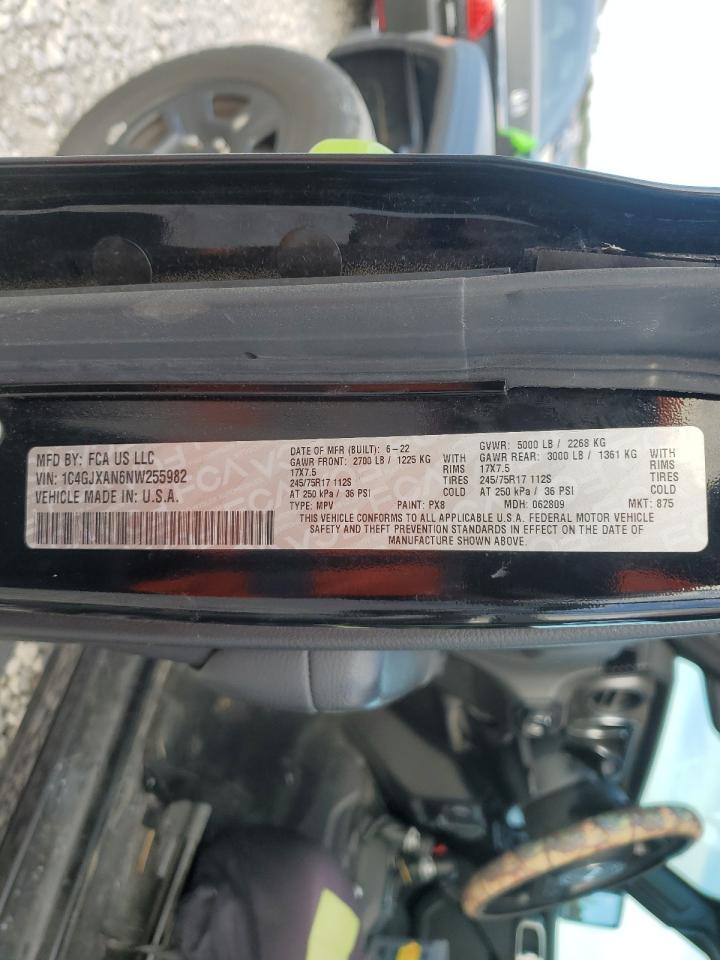 MFD BY: FCA US LLC
VIN: 1C4GJXAN6NW255982
VEHICLE MADE IN: U.S.A.
DATE OF MFR (BUILT): 6-22
GAWR FRONT: 2700 LB / 1225 KG WITH
17X7.5 RIMS
245/75R17 112S TIRES
AT 250 kPa / 36 PSI COLD
GVWR: 5000 LB / 2268 KG
GAWR REAR: 3000 LB / 1361 KG WITH
17X7.5 RIMS
245/75R17 112S TIRES
AT 250 kPa / 36 PSI COLD
TYPE: MPV PAINT: PX8 MDH: 062809 MKT: 875
THIS VEHICLE CONFORMS TO ALL APPLICABLE U.S.A. FEDERAL MOTOR VEHICLE
SAFETY AND THEFT PREVENTION STANDARDS IN EFFECT ON THE DATE OF
MANUFACTURE SHOWN ABOVE.